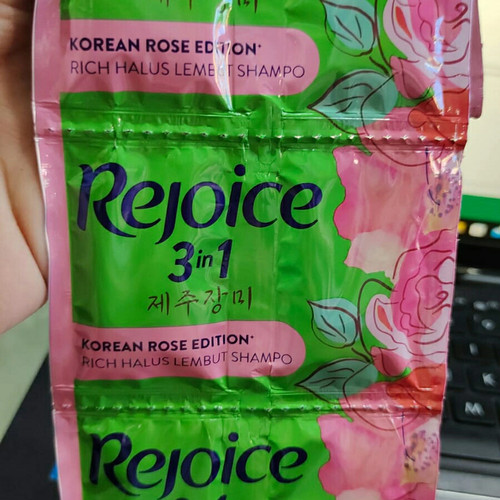 KOREAN ROSE EDITION*
RICH HALUS LEMBUT SHAMPO
Rejoice
3in1
제주장미
KOREAN ROSE EDITION*
RICH HALUS LEMBUT SHAMPO
Rejoice
M